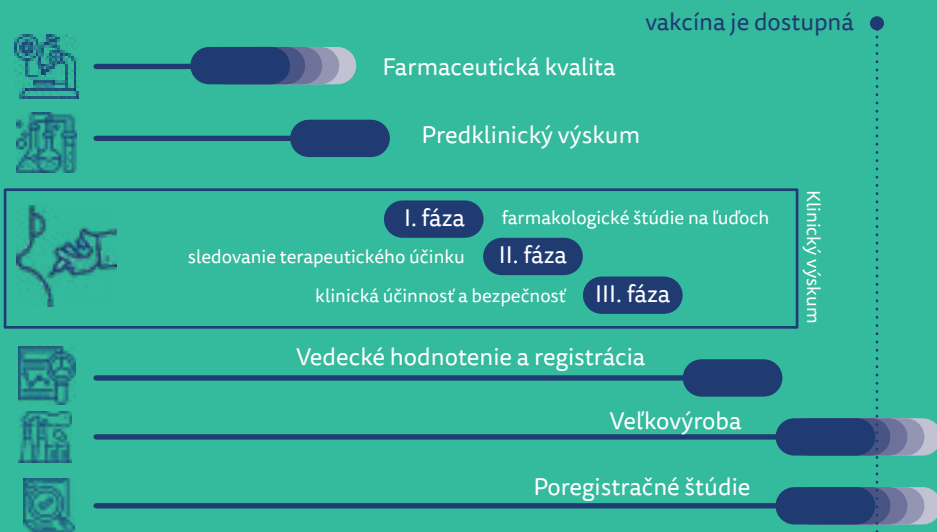 vakcína je dostupná
Farmaceutická kvalita
Predklinický výskum
Klinický výskum
I. fáza farmakologické štúdie na ľuďoch
sledovanie terapeutického účinku II. fáza
klinická účinnosť a bezpečnosť III. fáza
Vedecké hodnotenie a registrácia
Veľkovýroba
Poregistračné štúdie